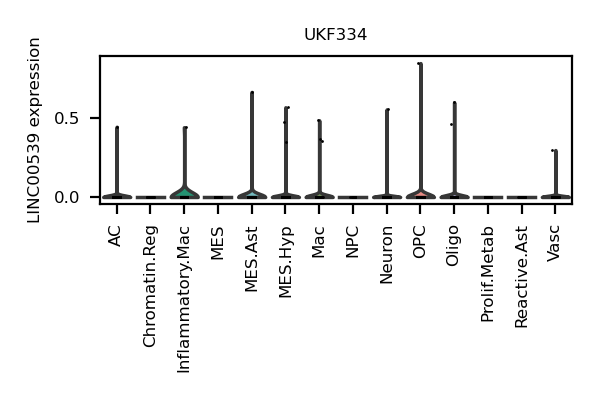 UKF334
LINC00539 expression
0.5
0.0
AC
Chromatin.Reg
Inflammatory.Mac
MES
MES.Ast
MES.Hyp
Mac
NPC
Neuron
OPC
Oligo
Prolif.Metab
Reactive.Ast
Vasc